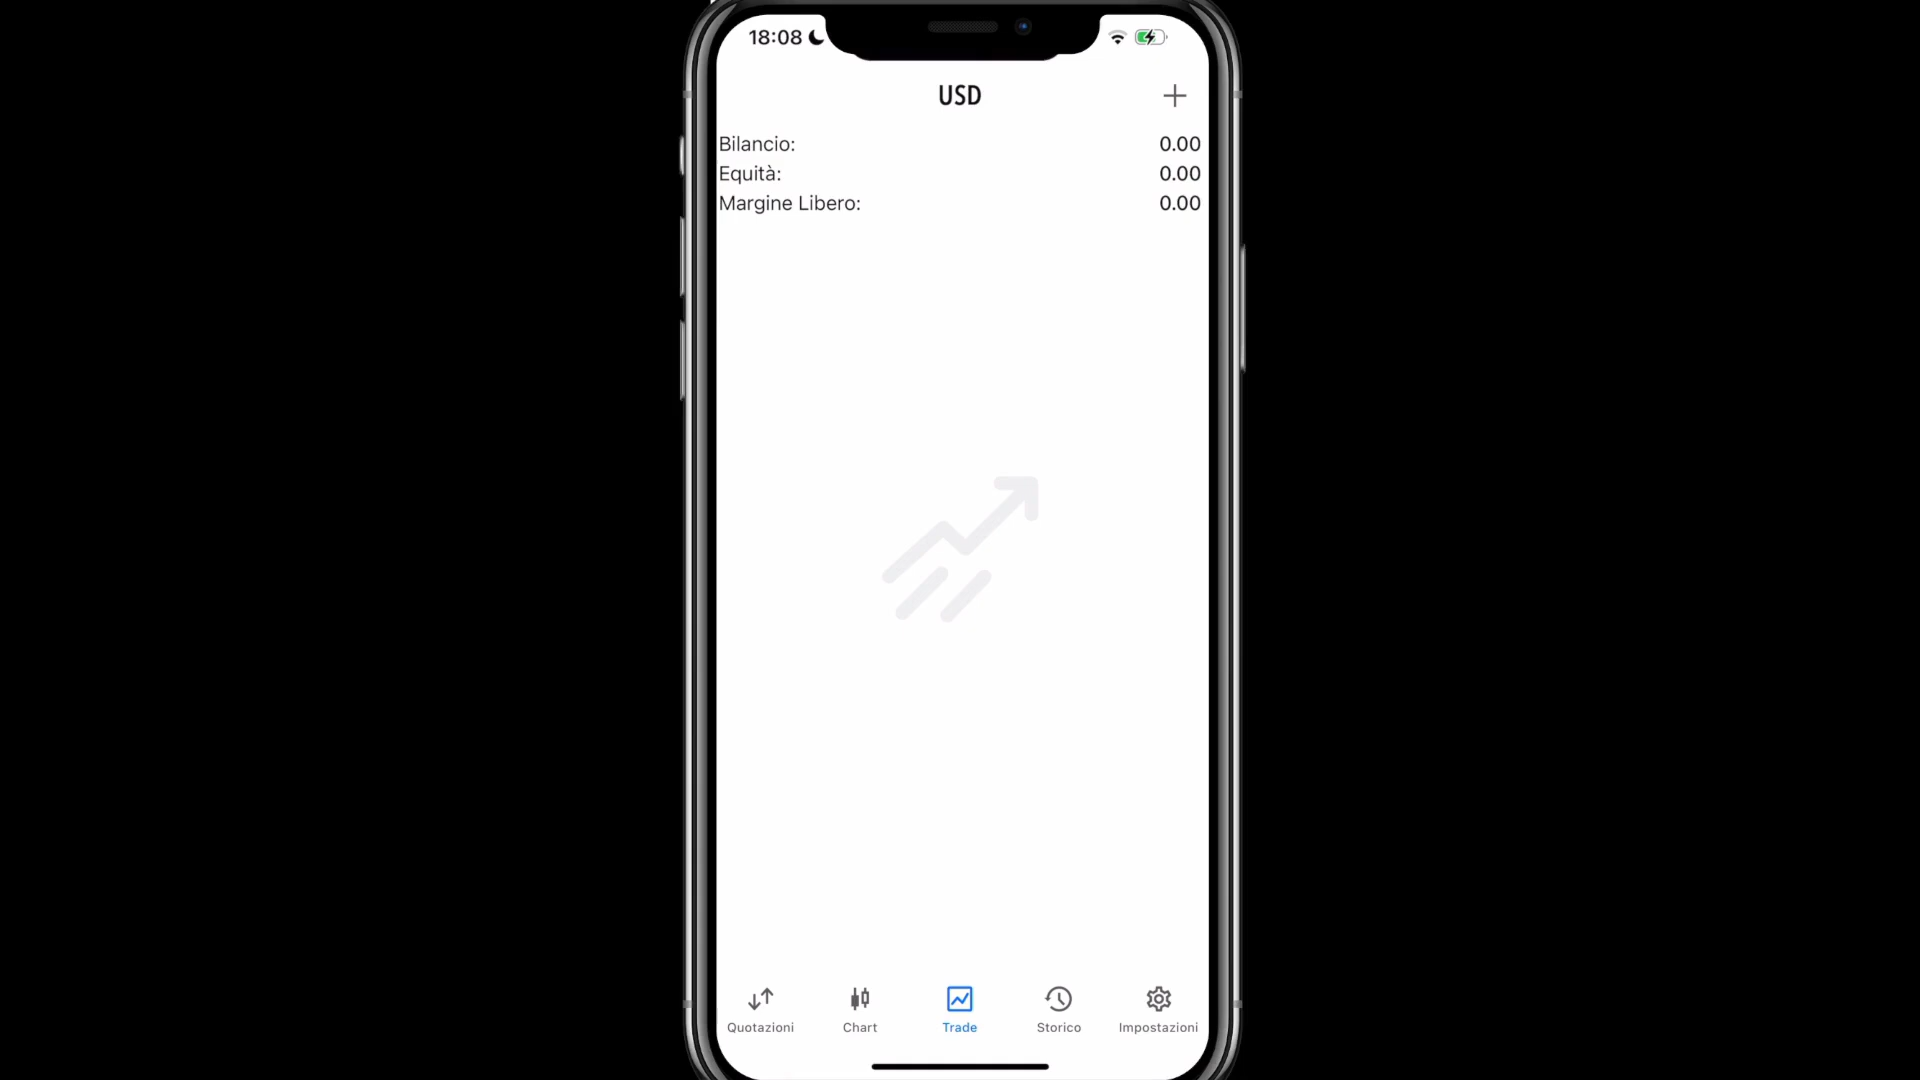 18:08
USD
Bilancio: 0.00
Equità: 0.00
Margine Libero: 0.00
Quotazioni Chart Trade Storico Impostazioni